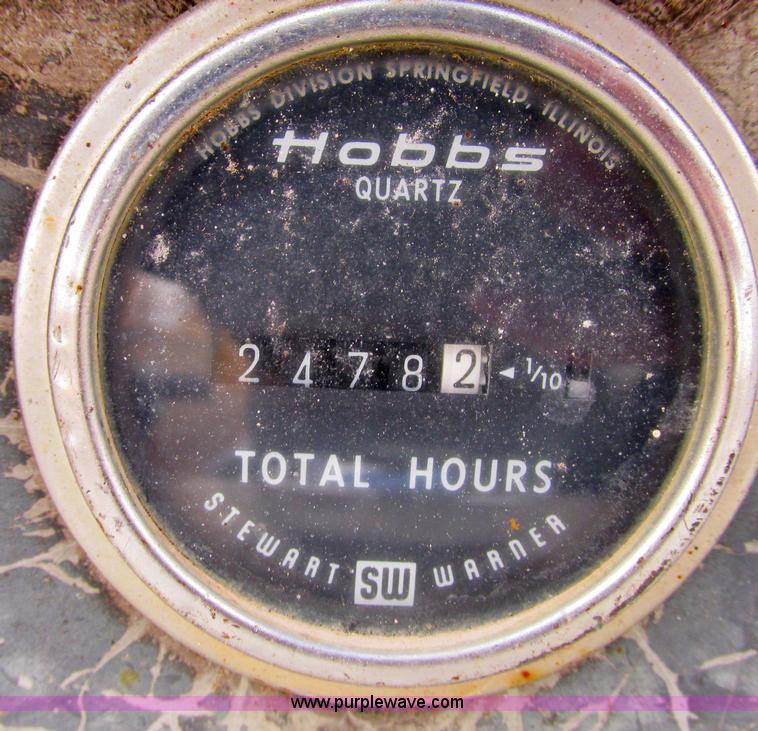 HOBBS DIVISION SPRINGFIELD, ILLINOIS
Hobbs
QUARTZ
2 4 7 8 2 ◄ 1/10
TOTAL HOURS
STEWART SW WARNER
www.purplewave.com